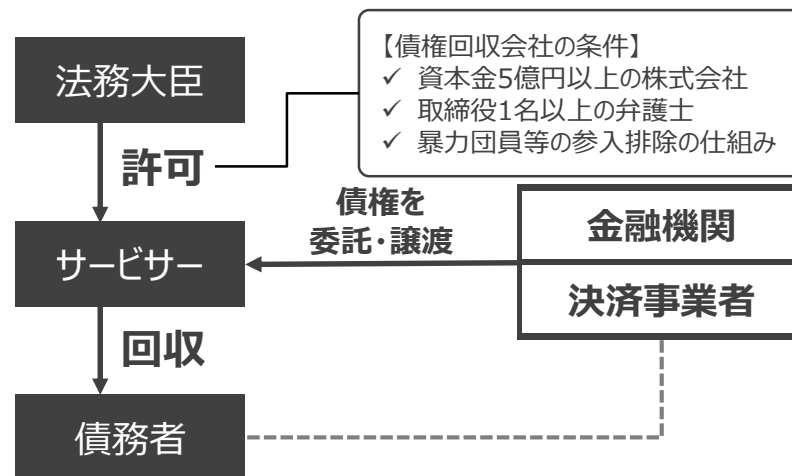 法務大臣
【債権回収会社の条件】
✓ 資本金5億円以上の株式会社
✓ 取締役1名以上の弁護士
✓ 暴力団員等の参入排除の仕組み
許可
債権を
委託・譲渡
金融機関
サービサー
決済事業者
回収
債務者